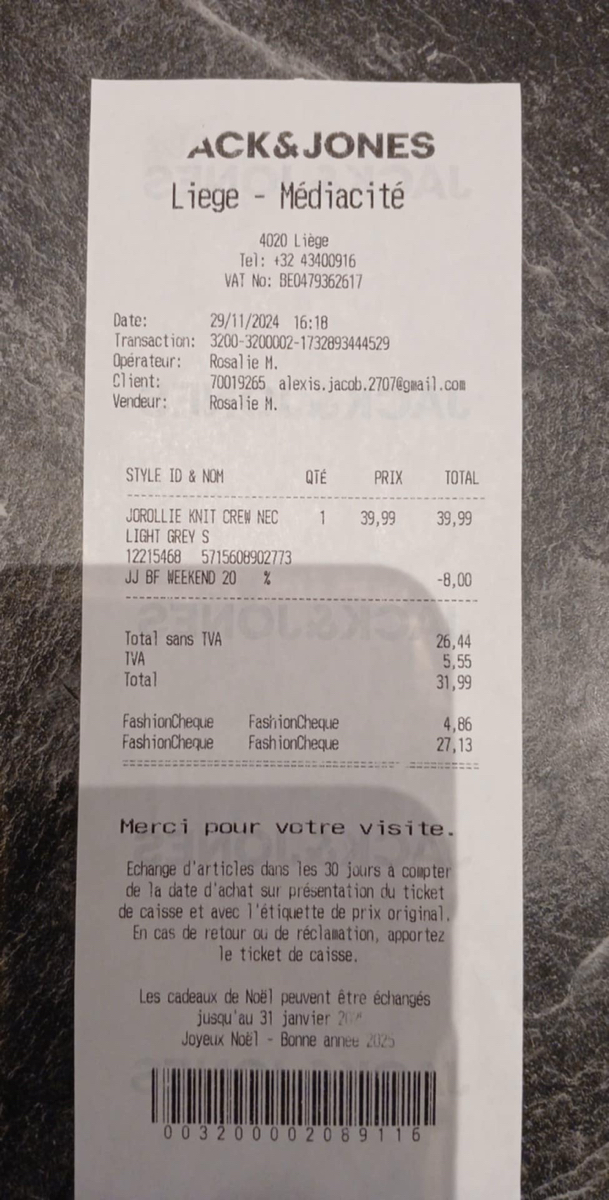 ACK&JONES
Liege - Médiacité
4020 Liège
Tel: +32 43400916
VAT No: BE0479362617
Date: 29/11/2024 16:18
Transaction: 3200-3200002-1732893444529
Opérateur: Rosalie M.
Client: 70019265 alexis.jacob.2707@gmail.com
Vendeur: Rosalie M.
STYLE ID & NOM QTÉ PRIX TOTAL
JOROLLIE KNIT CREW NEC 1 39,99 39,99
LIGHT GREY S
12215468 5715608902773
JJ BF WEEKEND 20 % -8,00
Total sans TVA 26,44
TVA 5,55
Total 31,99
FashionCheque FashionCheque 4,86
FashionCheque FashionCheque 27,13
Merci pour votre visite.
Echange d'articles dans les 30 jours à compter
de la date d'achat sur présentation du ticket
de caisse et avec l'étiquette de prix original.
En cas de retour ou de réclamation, apportez
le ticket de caisse.
Les cadeaux de Noël peuvent être échangés
jusqu'au 31 janvier
Joyeux Noël - Bonne année 2025
0032000002089116